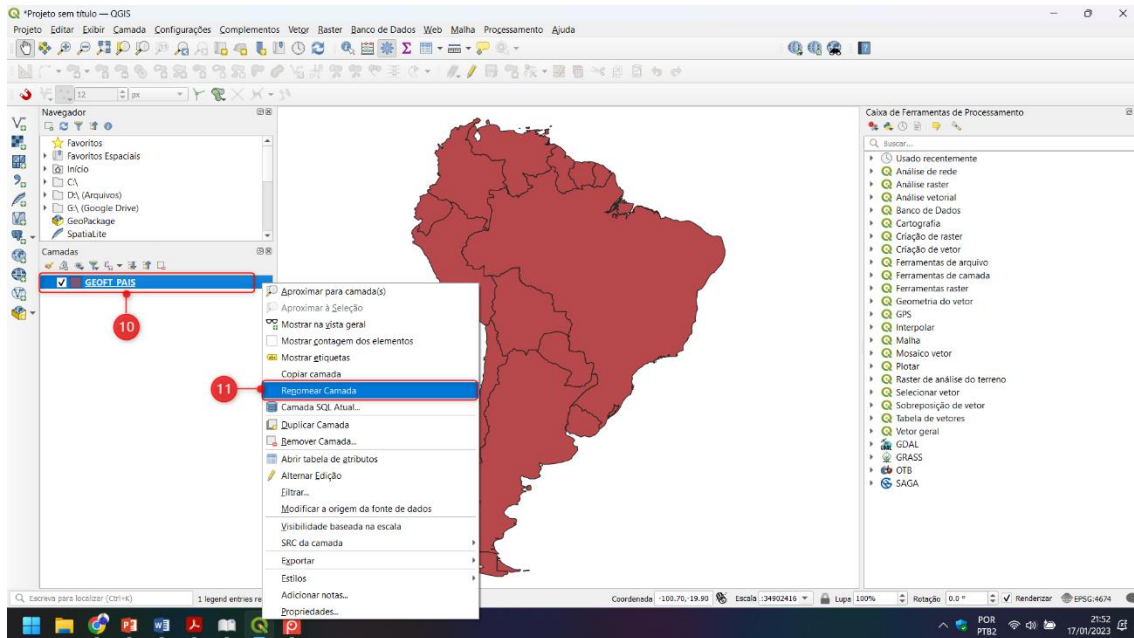 *Projeto sem título — QGIS
Projeto Editar Exibir Camada Configurações Complementos Vetor Raster Banco de Dados Web Malha Processamento Ajuda
12 px
Navegador
Favoritos
Favoritos Espaciais
Início
C:\
D:\ (Arquivos)
G:\ (Google Drive)
GeoPackage
SpatiaLite
Camadas
GEOFT_PAIS
10
11
Aproximar para camada(s)
Aproximar à Seleção
Mostrar na vista geral
Mostrar contagem dos elementos
Mostrar etiquetas
Copiar camada
Renomear Camada
Camada SQL Atual...
Duplicar Camada
Remover Camada...
Abrir tabela de atributos
Alternar Edição
Filtrar...
Modificar a origem da fonte de dados
Visibilidade baseada na escala
SRC da camada
Exportar
Estilos
Adicionar notas...
Propriedades...
Caixa de Ferramentas de Processamento
Buscar...
Usado recentemente
Análise de rede
Análise raster
Análise vetorial
Banco de Dados
Cartografia
Criação de raster
Criação de vetor
Ferramentas de arquivo
Ferramentas de camada
Ferramentas raster
Geometria do vetor
GPS
Interpolar
Malha
Mosaico vetor
Plotar
Raster de análise do terreno
Selecionar vetor
Sobreposição de vetor
Tabela de vetores
Vetor geral
GDAL
GRASS
OTB
SAGA
Escreva para localizar (Ctrl+K) 1 legend entries re Coordenada -100.70,-19.90 Escala :34902416 Lupa 100% Rotação 0.0 ° Renderizar EPSG:4674
POR 21:52
PTB2 17/01/2023